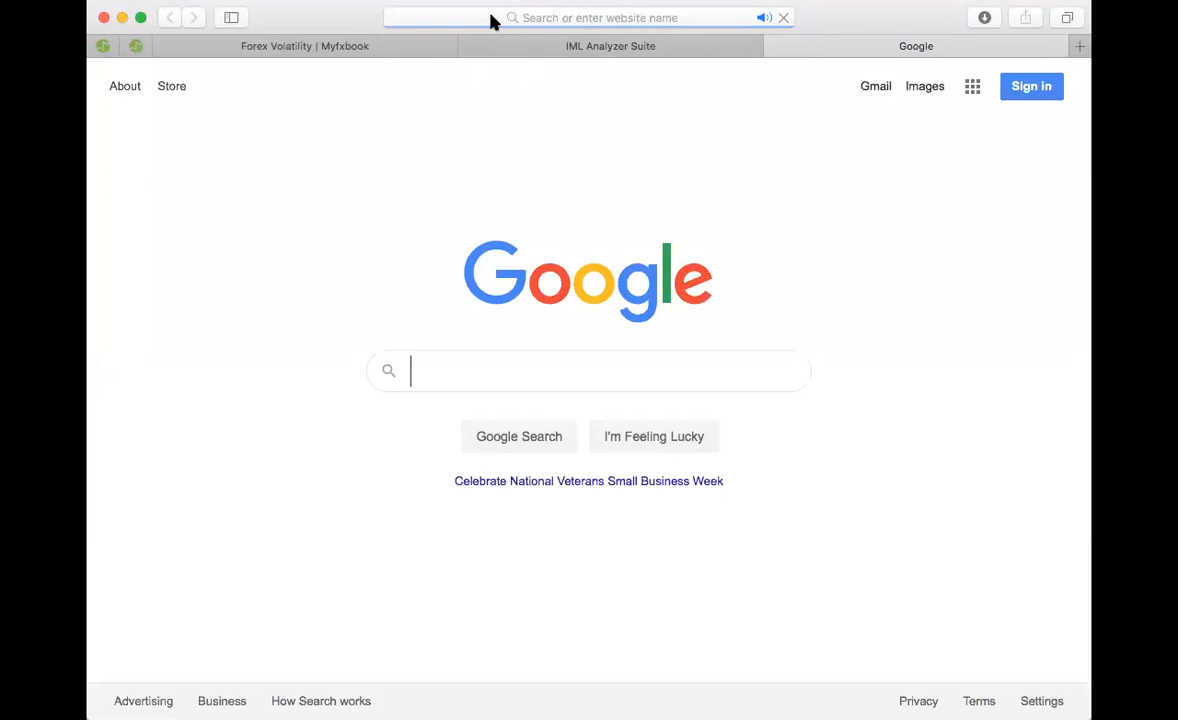 Search or enter website name
Forex Volatility | Myfxbook
IML Analyzer Suite
Google
About
Store
Gmail
Images
Sign in
Google
Google Search
I'm Feeling Lucky
Celebrate National Veterans Small Business Week
Advertising
Business
How Search works
Privacy
Terms
Settings